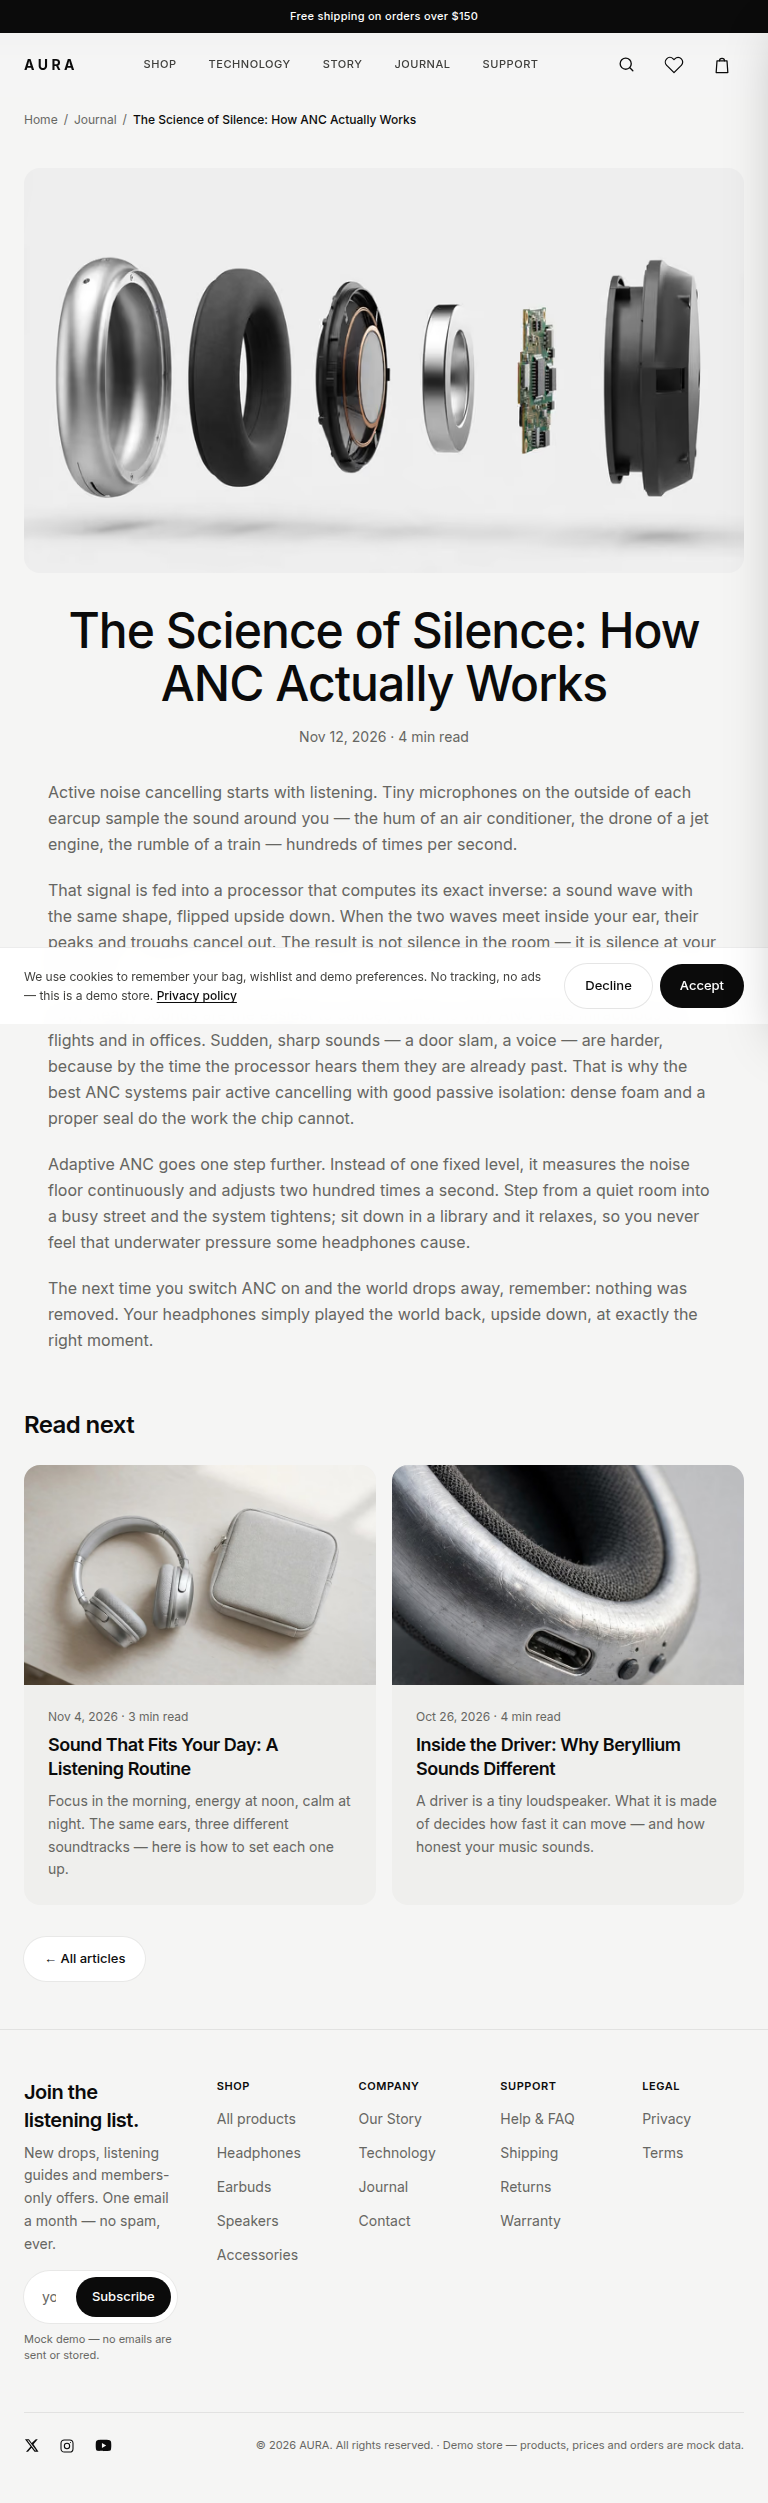 Free shipping on orders over $150
AURA
SHOP TECHNOLOGY STORY JOURNAL SUPPORT
Home / Journal / The Science of Silence: How ANC Actually Works
The Science of Silence: How
ANC Actually Works
Nov 12, 2026 · 4 min read
Active noise cancelling starts with listening. Tiny microphones on the outside of each
earcup sample the sound around you — the hum of an air conditioner, the drone of a jet
engine, the rumble of a train — hundreds of times per second.
That signal is fed into a processor that computes its exact inverse: a sound wave with
the same shape, flipped upside down. When the two waves meet inside your ear, their
peaks and troughs cancel out. The result is not silence in the room — it is silence at your
We use cookies to remember your bag, wishlist and demo preferences. No tracking, no ads
— this is a demo store. Privacy policy
Decline
Accept
flights and in offices. Sudden, sharp sounds — a door slam, a voice — are harder,
because by the time the processor hears them they are already past. That is why the
best ANC systems pair active cancelling with good passive isolation: dense foam and a
proper seal do the work the chip cannot.
Adaptive ANC goes one step further. Instead of one fixed level, it measures the noise
floor continuously and adjusts two hundred times a second. Step from a quiet room into
a busy street and the system tightens; sit down in a library and it relaxes, so you never
feel that underwater pressure some headphones cause.
The next time you switch ANC on and the world drops away, remember: nothing was
removed. Your headphones simply played the world back, upside down, at exactly the
right moment.
Read next
Nov 4, 2026 · 3 min read
Sound That Fits Your Day: A
Listening Routine
Focus in the morning, energy at noon, calm at
night. The same ears, three different
soundtracks — here is how to set each one
up.
Oct 26, 2026 · 4 min read
Inside the Driver: Why Beryllium
Sounds Different
A driver is a tiny loudspeaker. What it is made
of decides how fast it can move — and how
honest your music sounds.
← All articles
Join the
listening list.
New drops, listening
guides and members-
only offers. One email
a month — no spam,
ever.
yo
Subscribe
Mock demo — no emails are
sent or stored.
SHOP
All products
Headphones
Earbuds
Speakers
Accessories
COMPANY
Our Story
Technology
Journal
Contact
SUPPORT
Help & FAQ
Shipping
Returns
Warranty
LEGAL
Privacy
Terms
© 2026 AURA. All rights reserved. · Demo store — products, prices and orders are mock data.